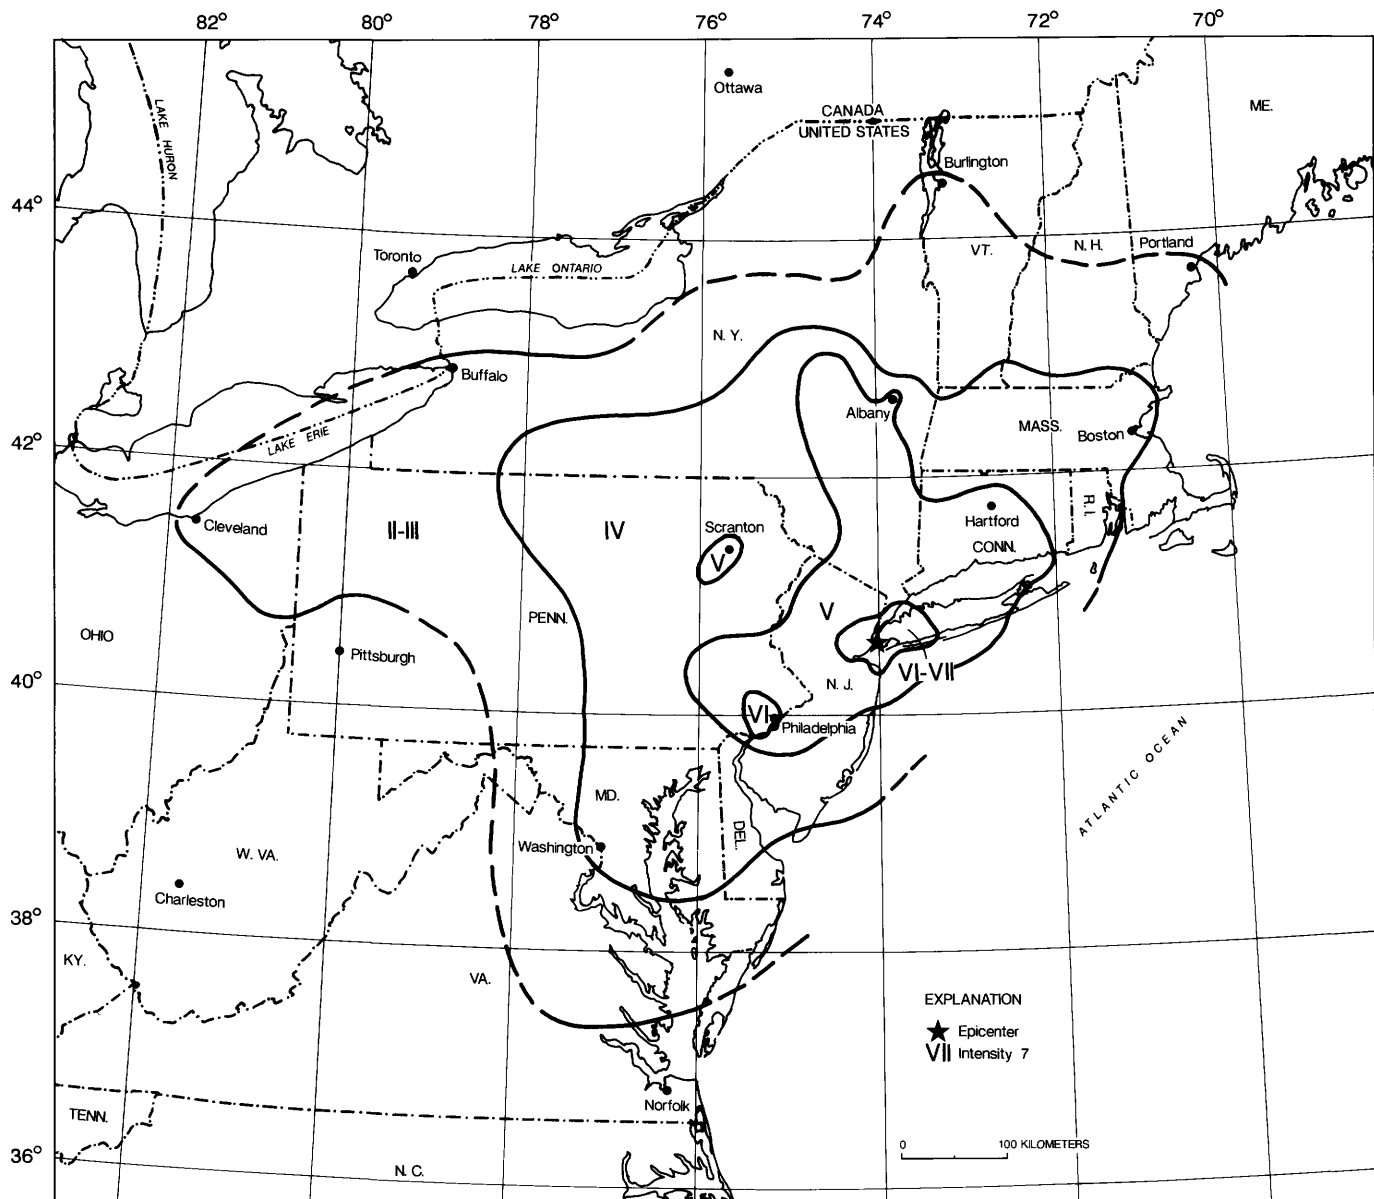 82° 80° 78° 76° 74° 72° 70°
Ottawa
CANADA
UNITED STATES
ME.
LAKE HURON
Burlington
44°
Toronto
LAKE ONTARIO
VT.
N.H.
Portland
N.Y.
Buffalo
Albany
MASS.
Boston
42°
LAKE ERIE
Cleveland
II-III
IV
Scranton
V
Hartford
R.I.
CONN.
PENN.
V
OHIO
Pittsburgh
VI-VII
40°
N.J.
VI
Philadelphia
ATLANTIC OCEAN
MD.
DEL.
Washington
W. VA.
Charleston
38°
KY.
VA.
EXPLANATION
Epicenter
VII Intensity 7
Norfolk
TENN.
0 100 KILOMETERS
36°
N.C.